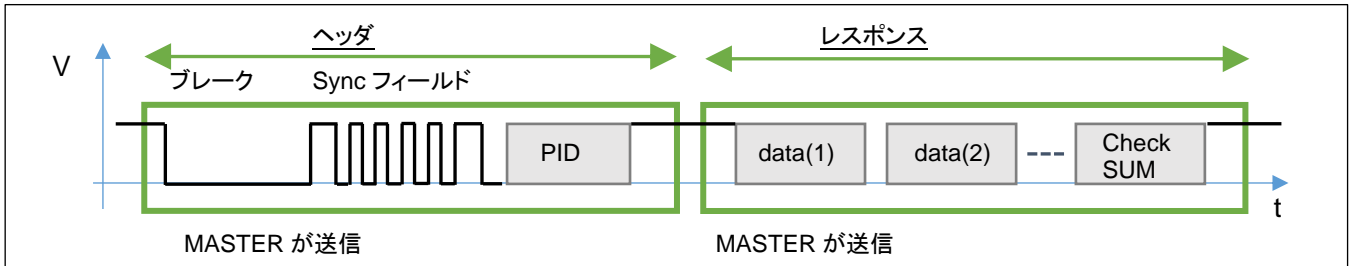 ヘッダ
レスポンス
V
ブレーク
Sync フィールド
PID
data(1)
data(2)
Check
SUM
t
MASTER が送信
MASTER が送信